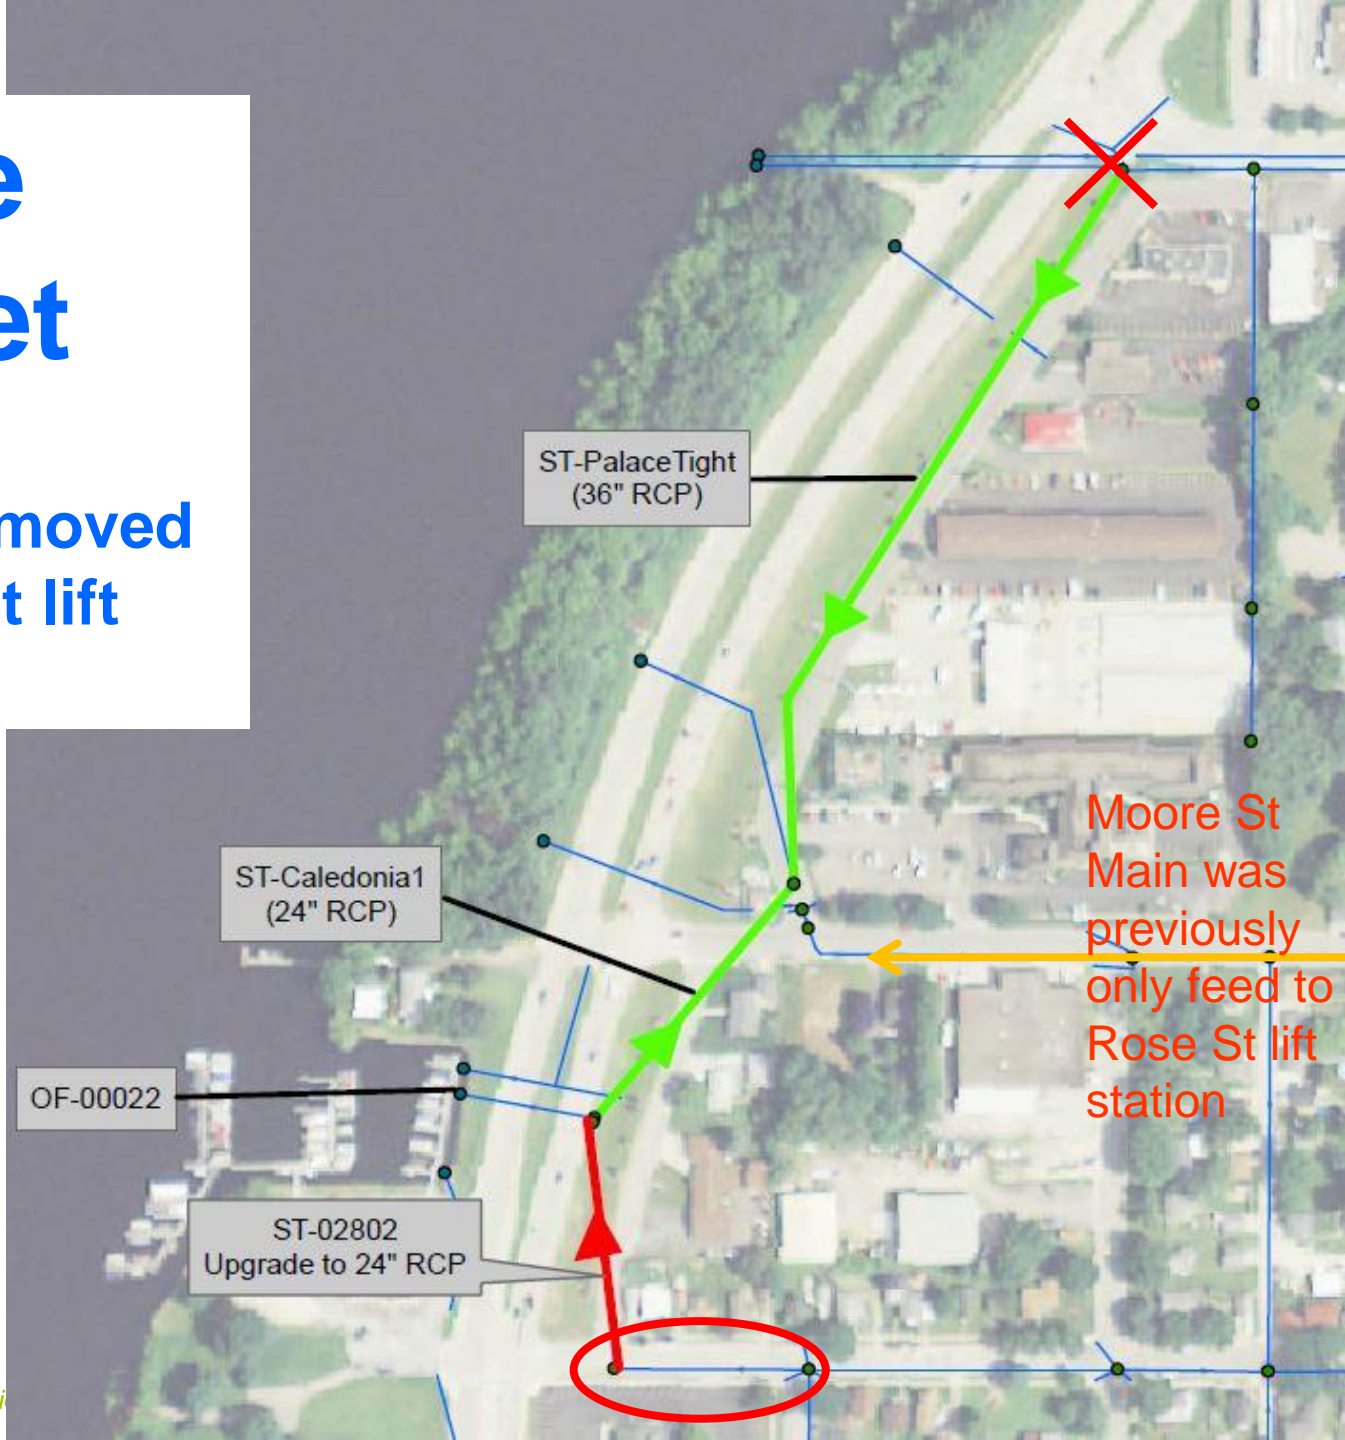 e
et
moved
t lift
ST-PalaceTight
(36" RCP)
ST-Caledonia1
(24" RCP)
Moore St
Main was
previously
only feed to
Rose St lift
station
OF-00022
ST-02802
Upgrade to 24" RCP